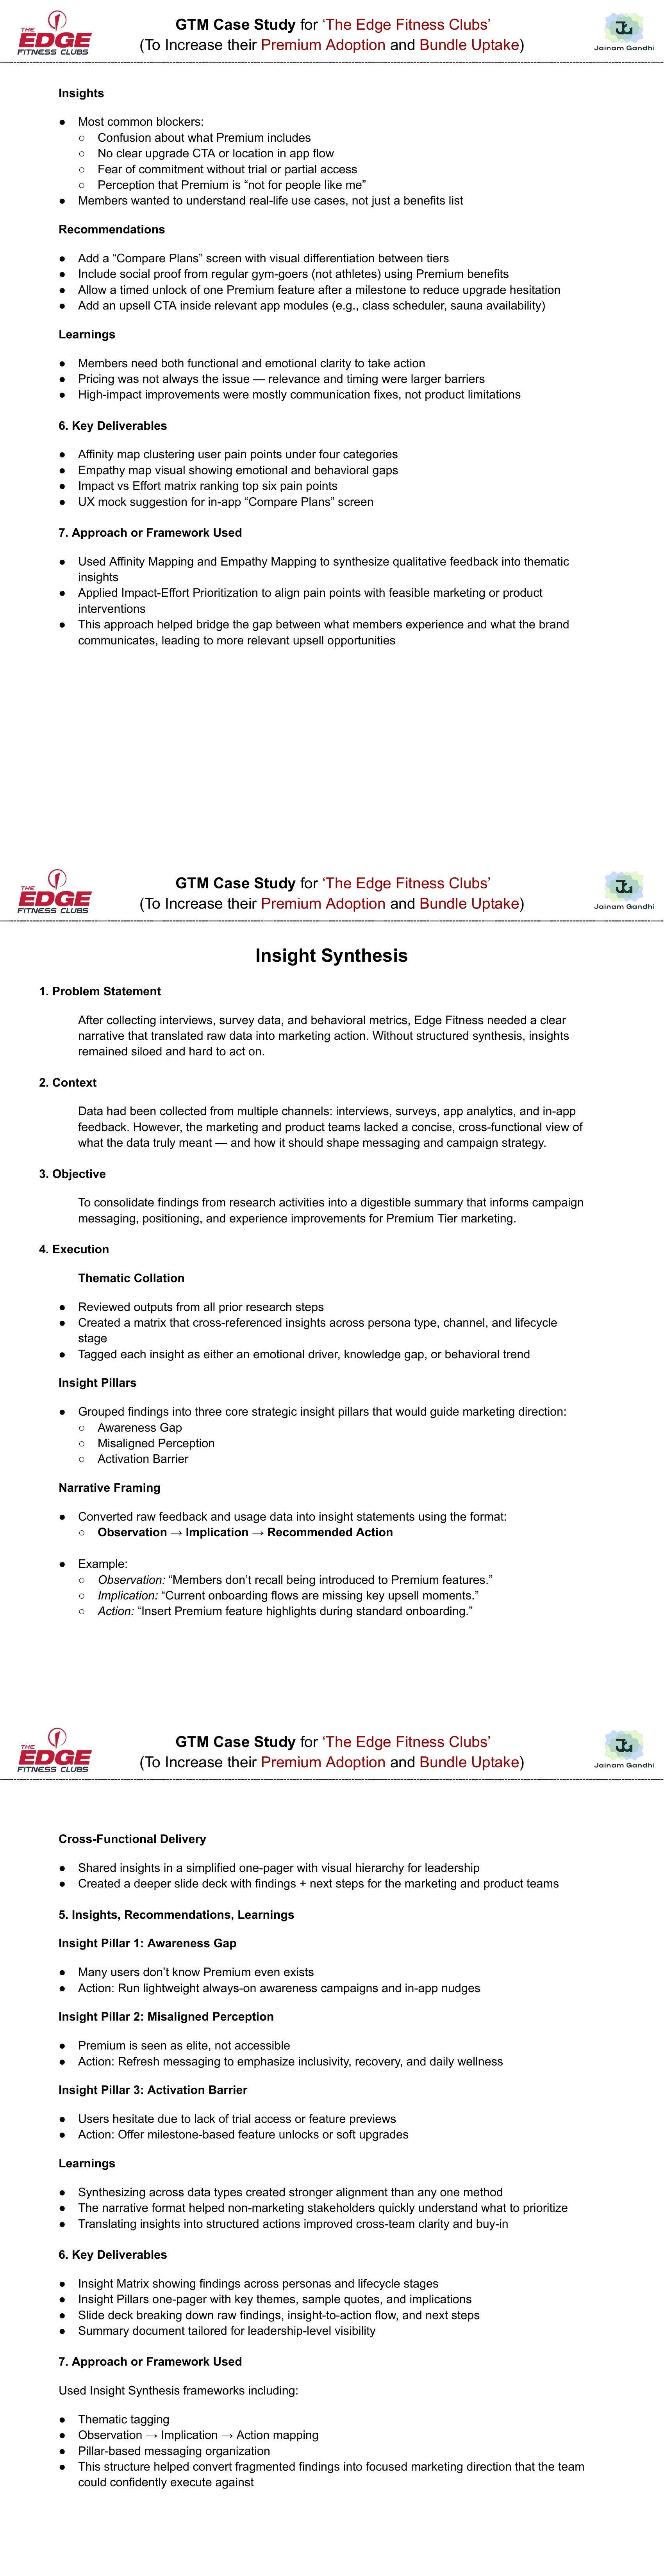 THE
EDGE
FITNESS CLUBS
GTM Case Study for ‘The Edge Fitness Clubs’
(To Increase their Premium Adoption and Bundle Uptake)
Jainam Gandhi
Insights
● Most common blockers:
○ Confusion about what Premium includes
○ No clear upgrade CTA or location in app flow
○ Fear of commitment without trial or partial access
○ Perception that Premium is “not for people like me”
● Members wanted to understand real-life use cases, not just a benefits list
Recommendations
● Add a “Compare Plans” screen with visual differentiation between tiers
● Include social proof from regular gym-goers (not athletes) using Premium benefits
● Allow a timed unlock of one Premium feature after a milestone to reduce upgrade hesitation
● Add an upsell CTA inside relevant app modules (e.g., class scheduler, sauna availability)
Learnings
● Members need both functional and emotional clarity to take action
● Pricing was not always the issue — relevance and timing were larger barriers
● High-impact improvements were mostly communication fixes, not product limitations
6. Key Deliverables
● Affinity map clustering user pain points under four categories
● Empathy map visual showing emotional and behavioral gaps
● Impact vs Effort matrix ranking top six pain points
● UX mock suggestion for in-app “Compare Plans” screen
7. Approach or Framework Used
● Used Affinity Mapping and Empathy Mapping to synthesize qualitative feedback into thematic
insights
● Applied Impact-Effort Prioritization to align pain points with feasible marketing or product
interventions
● This approach helped bridge the gap between what members experience and what the brand
communicates, leading to more relevant upsell opportunities
THE
EDGE
FITNESS CLUBS
GTM Case Study for ‘The Edge Fitness Clubs’
(To Increase their Premium Adoption and Bundle Uptake)
Jainam Gandhi
Insight Synthesis
1. Problem Statement
After collecting interviews, survey data, and behavioral metrics, Edge Fitness needed a clear
narrative that translated raw data into marketing action. Without structured synthesis, insights
remained siloed and hard to act on.
2. Context
Data had been collected from multiple channels: interviews, surveys, app analytics, and in-app
feedback. However, the marketing and product teams lacked a concise, cross-functional view of
what the data truly meant — and how it should shape messaging and campaign strategy.
3. Objective
To consolidate findings from research activities into a digestible summary that informs campaign
messaging, positioning, and experience improvements for Premium Tier marketing.
4. Execution
Thematic Collation
● Reviewed outputs from all prior research steps
● Created a matrix that cross-referenced insights across persona type, channel, and lifecycle
stage
● Tagged each insight as either an emotional driver, knowledge gap, or behavioral trend
Insight Pillars
● Grouped findings into three core strategic insight pillars that would guide marketing direction:
○ Awareness Gap
○ Misaligned Perception
○ Activation Barrier
Narrative Framing
● Converted raw feedback and usage data into insight statements using the format:
○ Observation → Implication → Recommended Action
● Example:
○ Observation: “Members don’t recall being introduced to Premium features.”
○ Implication: “Current onboarding flows are missing key upsell moments.”
○ Action: “Insert Premium feature highlights during standard onboarding.”
THE
EDGE
FITNESS CLUBS
GTM Case Study for ‘The Edge Fitness Clubs’
(To Increase their Premium Adoption and Bundle Uptake)
Jainam Gandhi
Cross-Functional Delivery
● Shared insights in a simplified one-pager with visual hierarchy for leadership
● Created a deeper slide deck with findings + next steps for the marketing and product teams
5. Insights, Recommendations, Learnings
Insight Pillar 1: Awareness Gap
● Many users don’t know Premium even exists
● Action: Run lightweight always-on awareness campaigns and in-app nudges
Insight Pillar 2: Misaligned Perception
● Premium is seen as elite, not accessible
● Action: Refresh messaging to emphasize inclusivity, recovery, and daily wellness
Insight Pillar 3: Activation Barrier
● Users hesitate due to lack of trial access or feature previews
● Action: Offer milestone-based feature unlocks or soft upgrades
Learnings
● Synthesizing across data types created stronger alignment than any one method
● The narrative format helped non-marketing stakeholders quickly understand what to prioritize
● Translating insights into structured actions improved cross-team clarity and buy-in
6. Key Deliverables
● Insight Matrix showing findings across personas and lifecycle stages
● Insight Pillars one-pager with key themes, sample quotes, and implications
● Slide deck breaking down raw findings, insight-to-action flow, and next steps
● Summary document tailored for leadership-level visibility
7. Approach or Framework Used
Used Insight Synthesis frameworks including:
● Thematic tagging
● Observation → Implication → Action mapping
● Pillar-based messaging organization
● This structure helped convert fragmented findings into focused marketing direction that the team
could confidently execute against